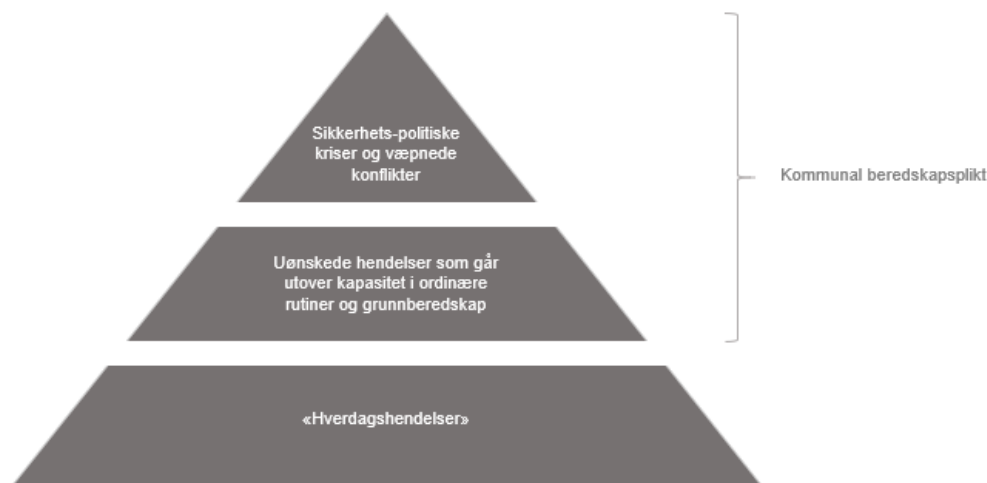 Sikkerhets-politiske
kriser og væpnede
konflikter
Kommunal beredskapsplikt
Uønskede hendelser som går
utover kapasitet i ordinære
rutiner og grunnberedskap
«Hverdagshendelser»